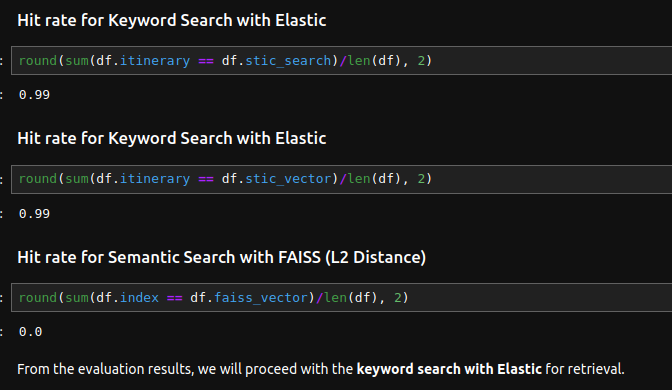 Hit rate for Keyword Search with Elastic
: round(sum(df.itinerary == df.stic_search)/len(df), 2)
: 0.99
Hit rate for Keyword Search with Elastic
: round(sum(df.itinerary == df.stic_vector)/len(df), 2)
: 0.99
Hit rate for Semantic Search with FAISS (L2 Distance)
: round(sum(df.index == df.faiss_vector)/len(df), 2)
: 0.0
From the evaluation results, we will proceed with the keyword search with Elastic for retrieval.